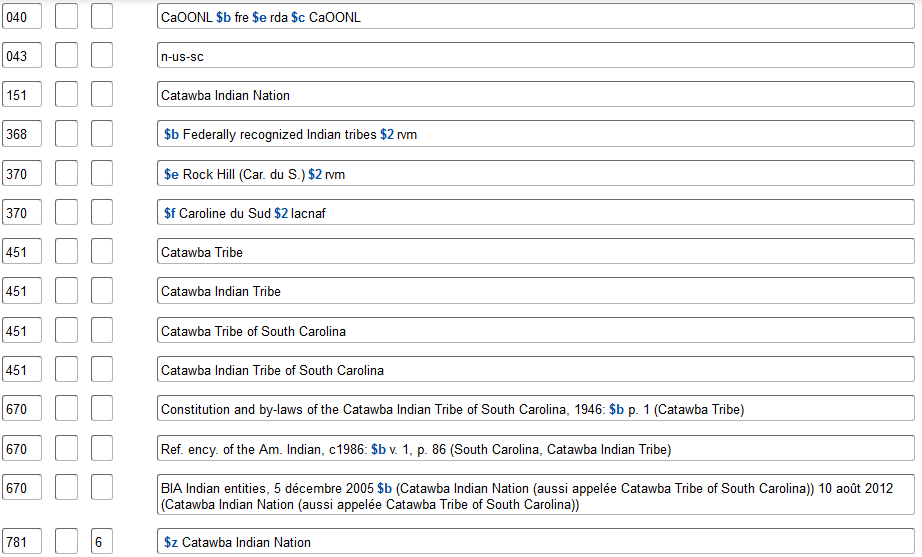 040 CaOONL $b fre $e rda $c CaOONL
043 n-us-sc
151 Catawba Indian Nation
368 $b Federally recognized Indian tribes $2 rvm
370 $e Rock Hill (Car. du S.) $2 rvm
370 $f Caroline du Sud $2 lacnaf
451 Catawba Tribe
451 Catawba Indian Tribe
451 Catawba Tribe of South Carolina
451 Catawba Indian Tribe of South Carolina
670 Constitution and by-laws of the Catawba Indian Tribe of South Carolina, 1946: $b p. 1 (Catawba Tribe)
670 Ref. ency. of the Am. Indian, c1986: $b v. 1, p. 86 (South Carolina, Catawba Indian Tribe)
670 BIA Indian entities, 5 décembre 2005 $b (Catawba Indian Nation (aussi appelée Catawba Tribe of South Carolina)) 10 août 2012
(Catawba Indian Nation (aussi appelée Catawba Tribe of South Carolina))
781 6 $z Catawba Indian Nation